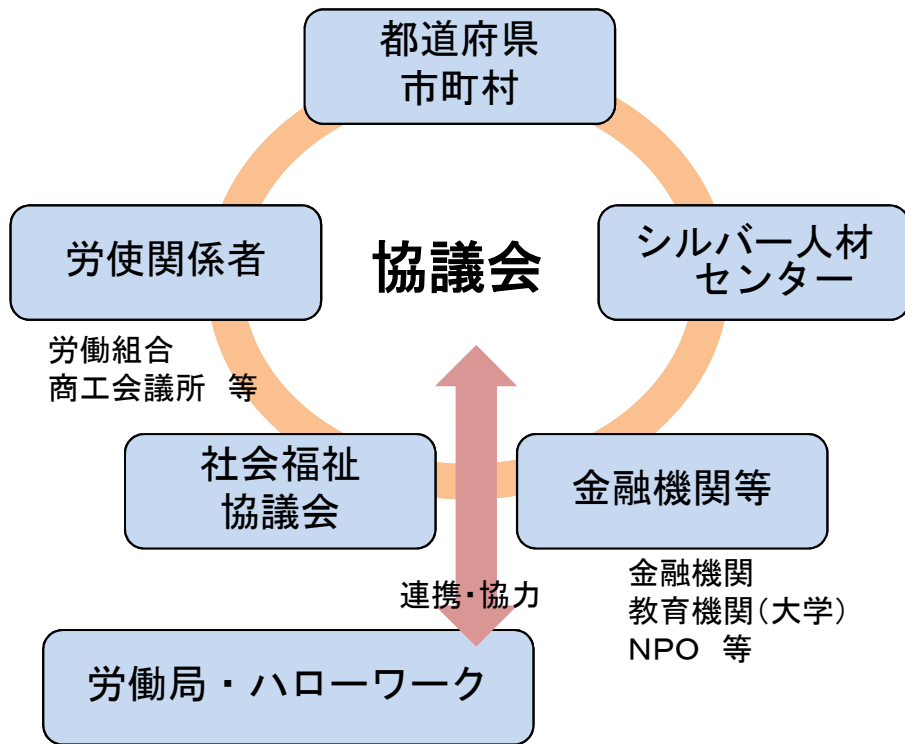 都道府県
市町村
労使関係者
協議会
シルバー人材
センター
労働組合
商工会議所　等
社会福祉
協議会
金融機関等
連携・協力
金融機関
教育機関（大学）
ＮＰＯ　等
労働局・ハローワーク